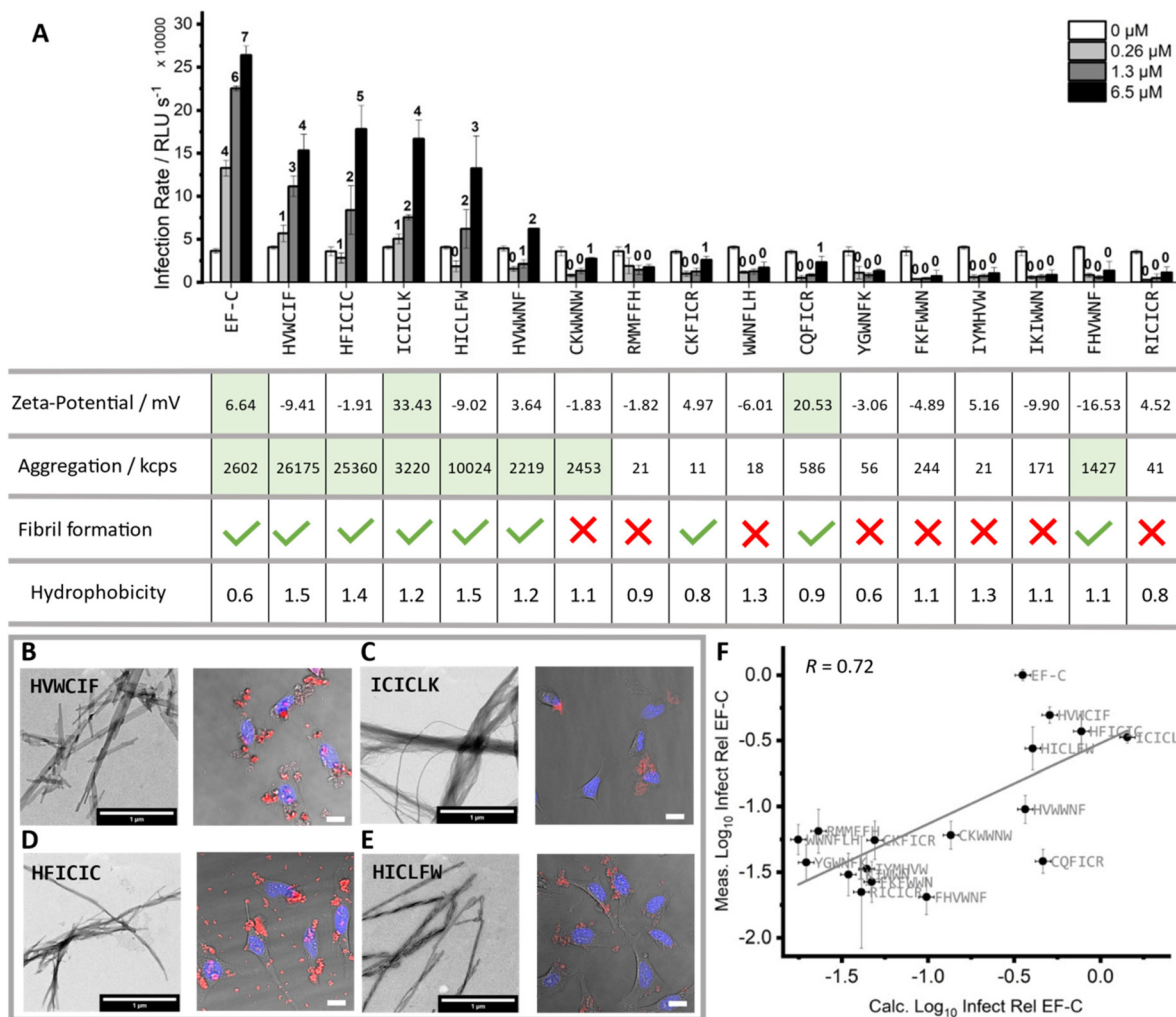 A
Infection Rate / RLU s⁻¹ x 10000
30
25
20
15
10
5
0
0 µM
0.26 µM
1.3 µM
6.5 µM
4 6 7
1 3 4
1 2 5
1 2 4
0 2 3
0 1 2
0 0 1
1 0 0
0 0 1
0 0 0
0 0 1
0 0 0
0 0 0
0 0 0
0 0 0
0 0 0
0 0 0
EF-C HVWCIF HFICIC ICICLK HICLFW HVWWNF CKWWNW RMMFFH CKFICR WWNFLH CQFICR YGWNFK FKFWWN IYMHVW IKIWWN FHVWNF RICICR
Zeta-Potential / mV 6.64 -9.41 -1.91 33.43 -9.02 3.64 -1.83 -1.82 4.97 -6.01 20.53 -3.06 -4.89 5.16 -9.90 -16.53 4.52
Aggregation / kcps 2602 26175 25360 3220 10024 2219 2453 21 11 18 586 56 244 21 171 1427 41
Fibril formation
Hydrophobicity 0.6 1.5 1.4 1.2 1.5 1.2 1.1 0.9 0.8 1.3 0.9 0.6 1.1 1.3 1.1 1.1 0.8
B
HVWCIF
1 µm
C
ICICLK
1 µm
D
HFICIC
1 µm
E
HICLFW
1 µm
F
R = 0.72
Meas. Log₁₀ Infect Rel EF-C
0.0
-0.5
-1.0
-1.5
-2.0
EF-C
HVWCIF
HFICIC
ICICL
HICLFW
HVWWNF
RMMFFH
WWNFLH
CKFICR
CKWWNW
YGWNFK
CQFICR
IYMHVW
FKFWWN
RICICR
FHVWNF
-1.5 -1.0 -0.5 0.0
Calc. Log₁₀ Infect Rel EF-C